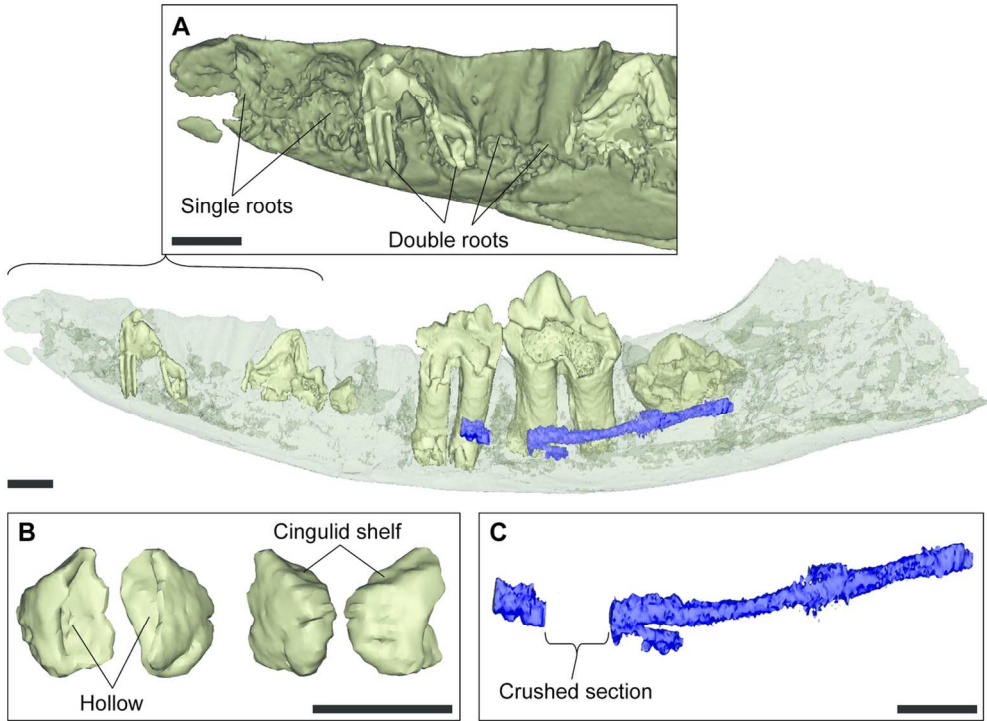 A
Single roots
Double roots
B
Cingulid shelf
Hollow
C
Crushed section